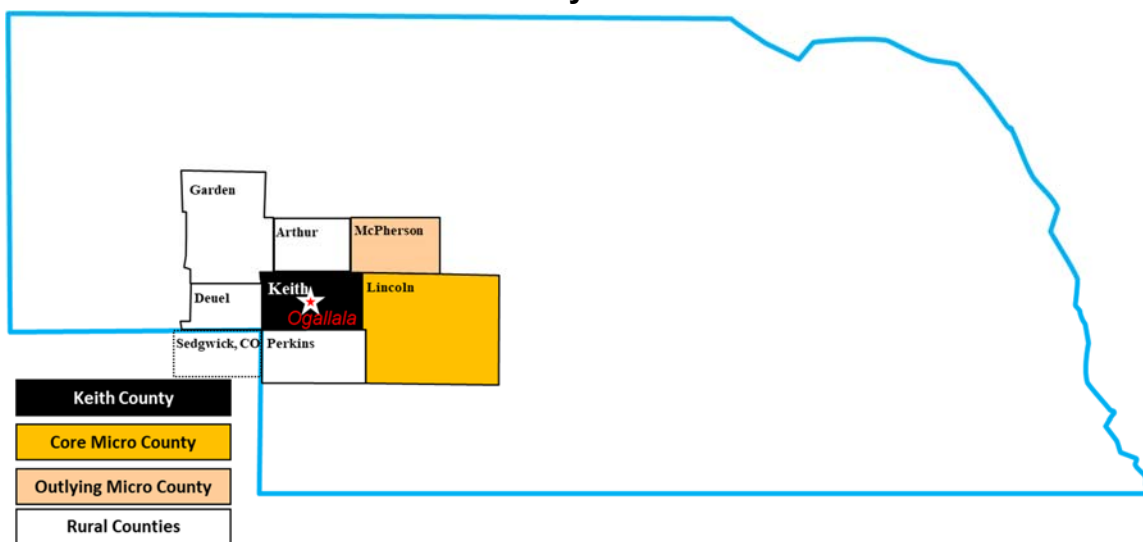 Garden
Arthur
McPherson
Keith
Lincoln
Deuel
Ogallala
Sedgwick, CO
Perkins
Keith County
Core Micro County
Outlying Micro County
Rural Counties